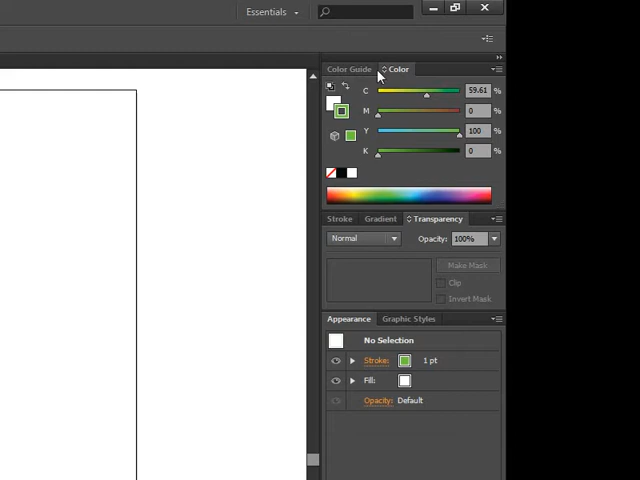 Essentials
Color Guide Color
C 59.61 %
M 0 %
Y 100 %
K 0 %
Stroke Gradient Transparency
Normal Opacity: 100%
Make Mask
Clip
Invert Mask
Appearance Graphic Styles
No Selection
Stroke: 1 pt
Fill:
Opacity: Default